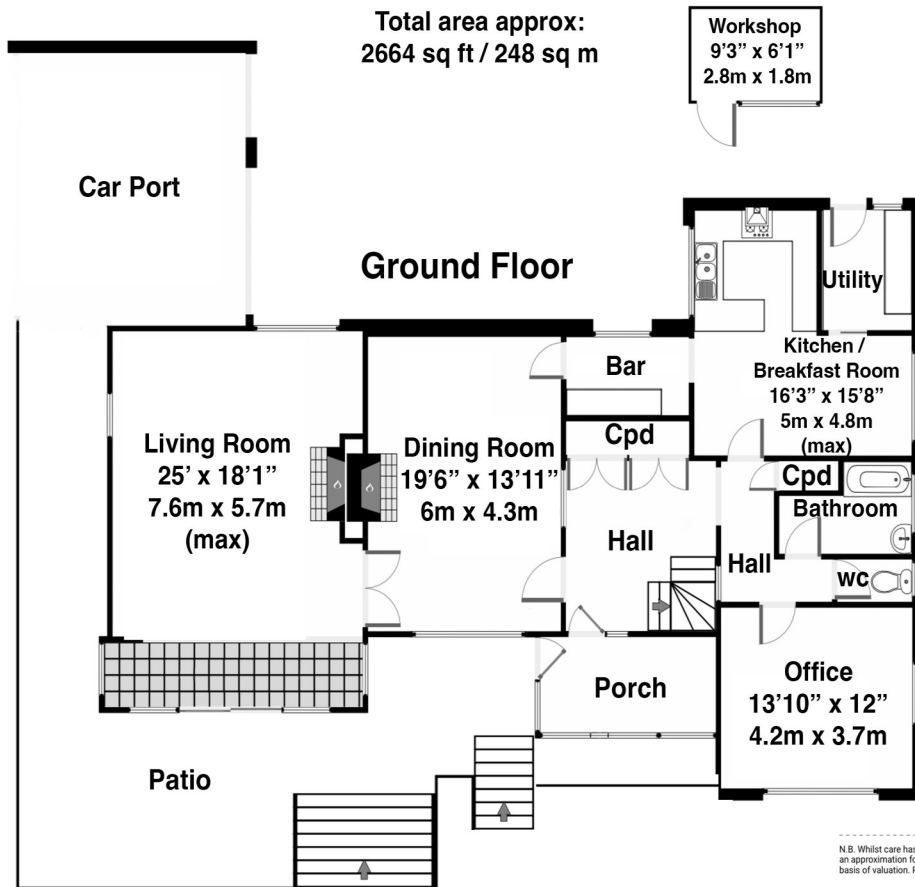 Total area approx:
2664 sq ft / 248 sq m
Workshop
9’3” x 6’1”
2.8m x 1.8m
Car Port
Ground Floor
Utility
Kitchen /
Breakfast Room
16’3” x 15’8”
5m x 4.8m
(max)
Bar
Living Room
25’ x 18’1”
7.6m x 5.7m
(max)
Dining Room
19’6” x 13’11”
6m x 4.3m
Cpd
Cpd
Bathroom
Hall
Hall
wc
Porch
Office
13’10” x 12”
4.2m x 3.7m
Patio
N.B. Whilst care has
an approximation fo
basis of valuation. F